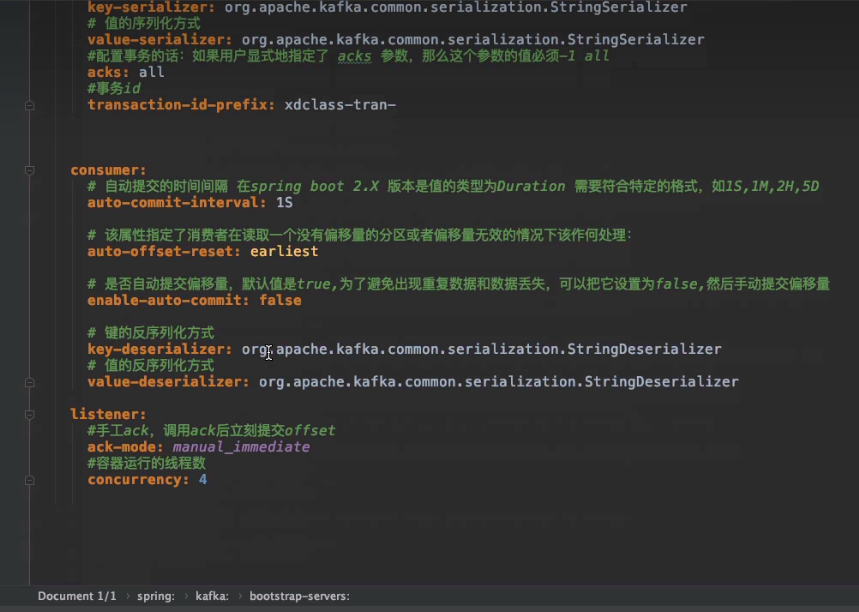 key-serializer: org.apache.kafka.common.serialization.StringSerializer
# 值的序列化方式
value-serializer: org.apache.kafka.common.serialization.StringSerializer
#配置事务的话：如果用户显式地指定了 acks 参数，那么这个参数的值必须-1 all
acks: all
#事务id
transaction-id-prefix: xdclass-tran-
consumer:
# 自动提交的时间间隔 在spring boot 2.X 版本是值的类型为Duration 需要符合特定的格式，如1S,1M,2H,5D
auto-commit-interval: 1S
# 该属性指定了消费者在读取一个没有偏移量的分区或者偏移量无效的情况下该作何处理：
auto-offset-reset: earliest
# 是否自动提交偏移量，默认值是true,为了避免出现重复数据和数据丢失，可以把它设置为false,然后手动提交偏移量
enable-auto-commit: false
# 键的反序列化方式
key-deserializer: org.apache.kafka.common.serialization.StringDeserializer
# 值的反序列化方式
value-deserializer: org.apache.kafka.common.serialization.StringDeserializer
listener:
#手工ack，调用ack后立刻提交offset
ack-mode: manual_immediate
#容器运行的线程数
concurrency: 4
Document 1/1 › spring: › kafka: › bootstrap-servers: